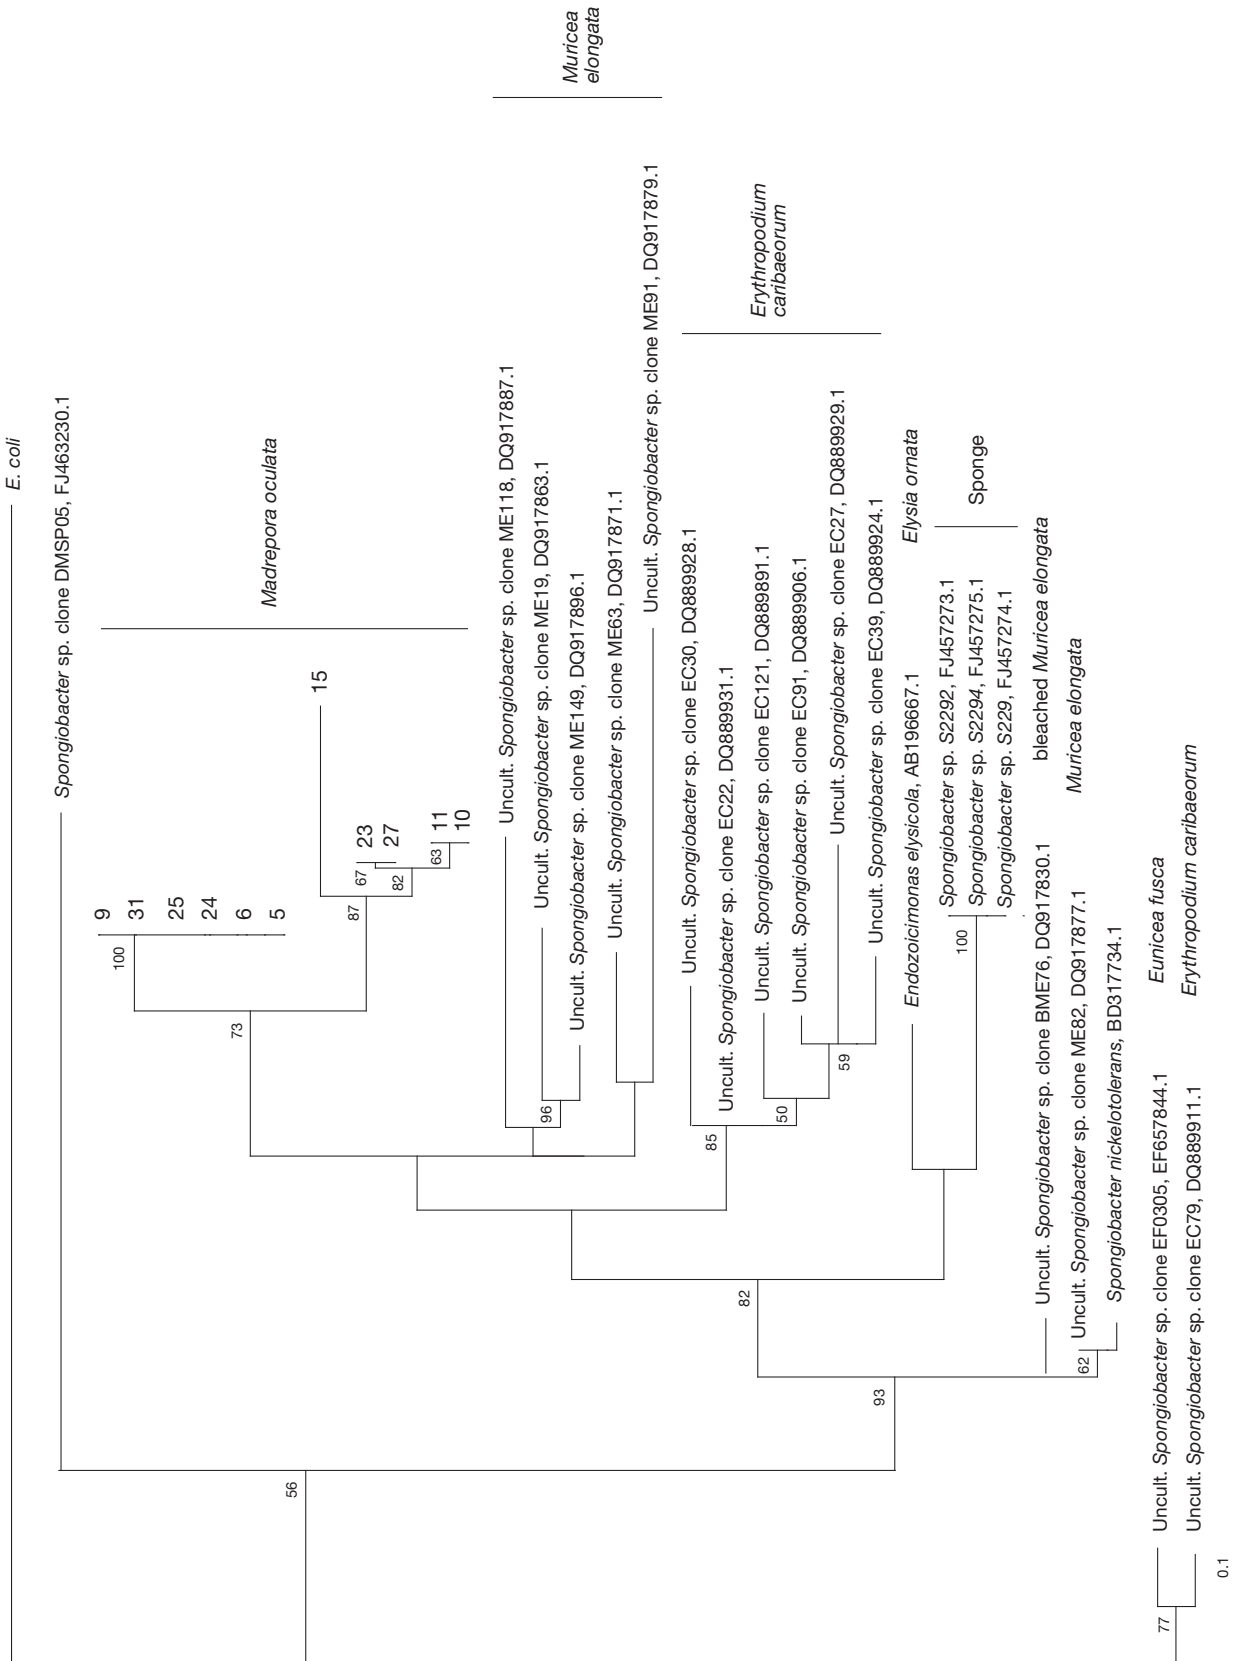 E. coli
Spongiobacter sp. clone DMSP05, FJ463230.1
Madrepora oculata
9
31
25
24
6
5
100
15
23
27
67
11
10
63
82
87
73
Muricea
elongata
Uncult. Spongiobacter sp. clone ME118, DQ917887.1
Uncult. Spongiobacter sp. clone ME19, DQ917863.1
Uncult. Spongiobacter sp. clone ME149, DQ917896.1
96
Uncult. Spongiobacter sp. clone ME63, DQ917871.1
Uncult. Spongiobacter sp. clone ME91, DQ917879.1
Erythropodium
caribaeorum
Uncult. Spongiobacter sp. clone EC30, DQ889928.1
Uncult. Spongiobacter sp. clone EC22, DQ889931.1
85
Uncult. Spongiobacter sp. clone EC121, DQ889891.1
50
Uncult. Spongiobacter sp. clone EC91, DQ889906.1
Uncult. Spongiobacter sp. clone EC27, DQ889929.1
59
Uncult. Spongiobacter sp. clone EC39, DQ889924.1
Endozoicimonas elysicola, AB196667.1
Elysia ornata
Spongiobacter sp. S2292, FJ457273.1
Spongiobacter sp. S2294, FJ457275.1
Spongiobacter sp. S229, FJ457274.1
Sponge
100
82
Uncult. Spongiobacter sp. clone BME76, DQ917830.1
bleached Muricea elongata
Uncult. Spongiobacter sp. clone ME82, DQ917877.1
Muricea elongata
62
Spongiobacter nickelotolerans, BD317734.1
93
56
Uncult. Spongiobacter sp. clone EF0305, EF657844.1
Eunicea fusca
Uncult. Spongiobacter sp. clone EC79, DQ889911.1
Erythropodium caribaeorum
77
0.1